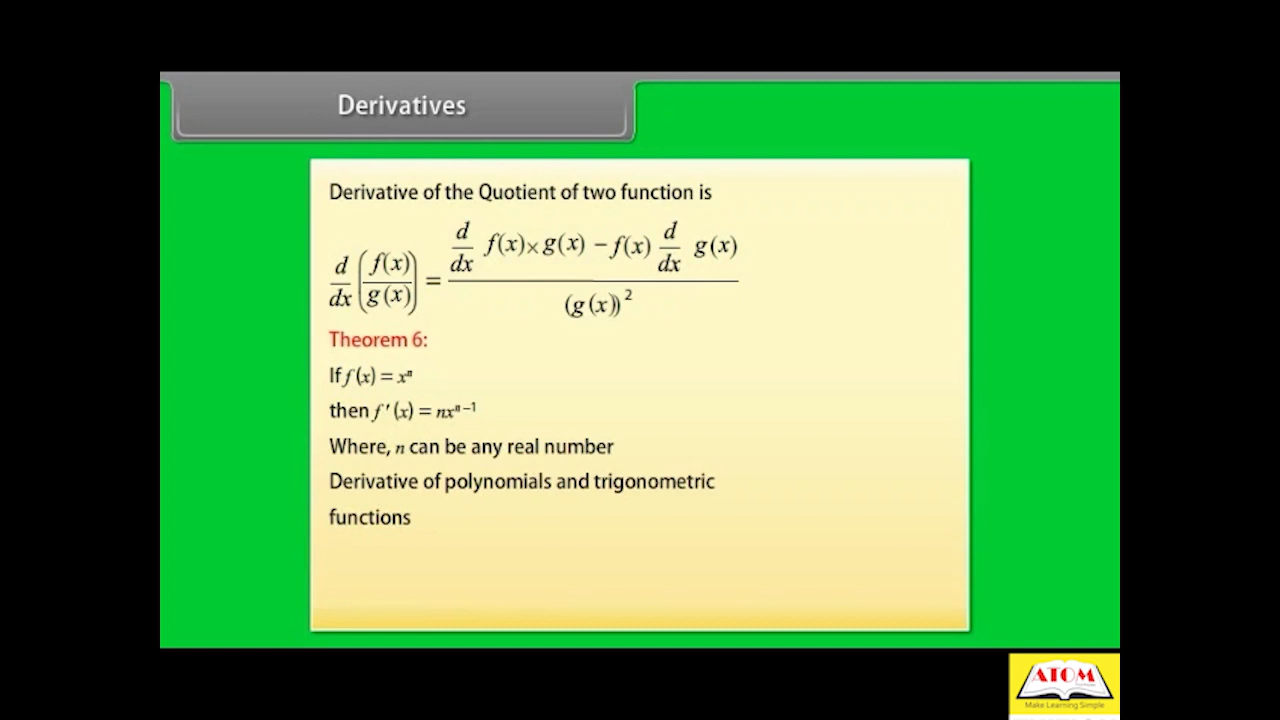 Derivatives
Derivative of the Quotient of two function is
d/dx (f(x)/g(x)) = (d/dx f(x)×g(x) − f(x) d/dx g(x)) / (g(x))²
Theorem 6:
If f (x) = xⁿ
then f ′ (x) = nxⁿ⁻¹
Where, n can be any real number
Derivative of polynomials and trigonometric
functions
ATOM
Make Learning Simple